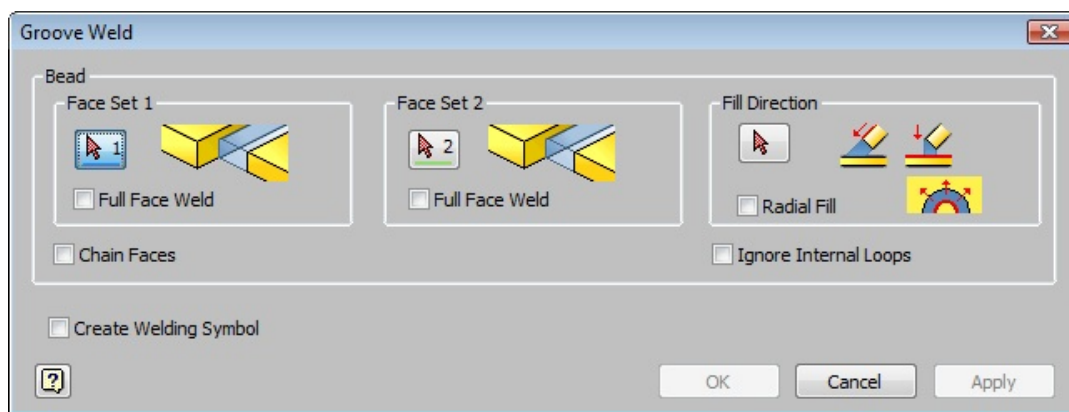 Groove Weld
Bead
Face Set 1
Face Set 2
Fill Direction
1
2
Full Face Weld
Full Face Weld
Radial Fill
Chain Faces
Ignore Internal Loops
Create Welding Symbol
?
OK
Cancel
Apply